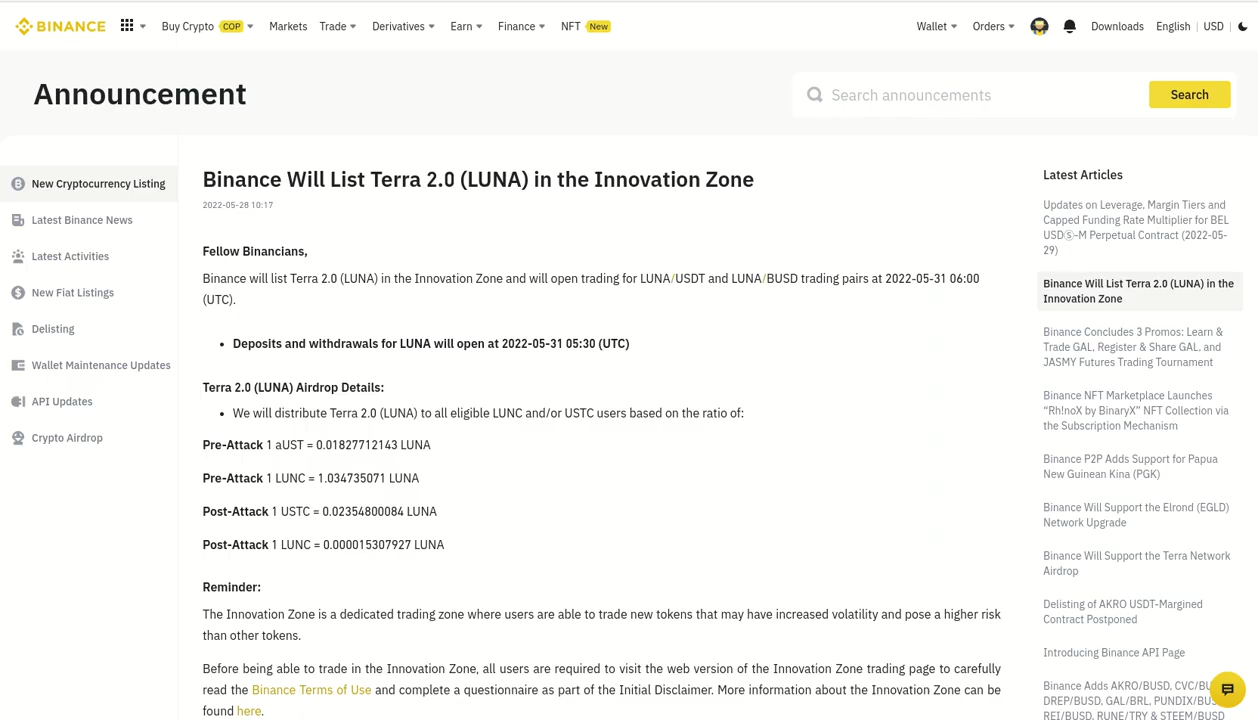 BINANCE
Buy Crypto COP Markets Trade Derivatives Earn Finance NFT New Wallet Orders Downloads English | USD |
Announcement
Search announcements
Search
New Cryptocurrency Listing
Latest Binance News
Latest Activities
New Fiat Listings
Delisting
Wallet Maintenance Updates
API Updates
Crypto Airdrop
Binance Will List Terra 2.0 (LUNA) in the Innovation Zone
2022-05-28 10:17
Fellow Binancians,
Binance will list Terra 2.0 (LUNA) in the Innovation Zone and will open trading for LUNA/USDT and LUNA/BUSD trading pairs at 2022-05-31 06:00
(UTC).
• Deposits and withdrawals for LUNA will open at 2022-05-31 05:30 (UTC)
Terra 2.0 (LUNA) Airdrop Details:
• We will distribute Terra 2.0 (LUNA) to all eligible LUNC and/or USTC users based on the ratio of:
Pre-Attack 1 aUST = 0.01827712143 LUNA
Pre-Attack 1 LUNC = 1.034735071 LUNA
Post-Attack 1 USTC = 0.02354800084 LUNA
Post-Attack 1 LUNC = 0.000015307927 LUNA
Reminder:
The Innovation Zone is a dedicated trading zone where users are able to trade new tokens that may have increased volatility and pose a higher risk
than other tokens.
Before being able to trade in the Innovation Zone, all users are required to visit the web version of the Innovation Zone trading page to carefully
read the Binance Terms of Use and complete a questionnaire as part of the Initial Disclaimer. More information about the Innovation Zone can be
found here.
Latest Articles
Updates on Leverage, Margin Tiers and
Capped Funding Rate Multiplier for BEL
USDⓈ-M Perpetual Contract (2022-05-
29)
Binance Will List Terra 2.0 (LUNA) in the
Innovation Zone
Binance Concludes 3 Promos: Learn &
Trade GAL, Register & Share GAL, and
JASMY Futures Trading Tournament
Binance NFT Marketplace Launches
“Rh!noX by BinaryX” NFT Collection via
the Subscription Mechanism
Binance P2P Adds Support for Papua
New Guinean Kina (PGK)
Binance Will Support the Elrond (EGLD)
Network Upgrade
Binance Will Support the Terra Network
Airdrop
Delisting of AKRO USDT-Margined
Contract Postponed
Introducing Binance API Page
Binance Adds AKRO/BUSD, CVC/BU
DREP/BUSD, GAL/BRL, PUNDIX/BU
REI/BUSD, RUNE/TRY & STEEM/BUSD